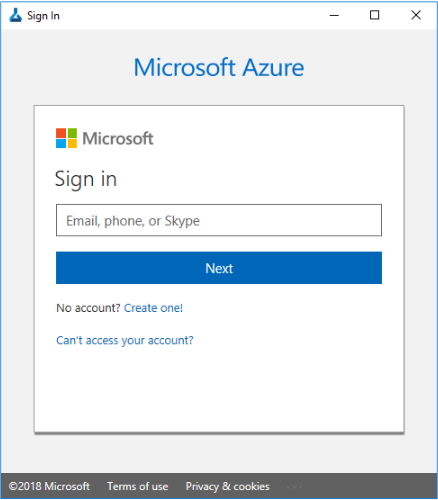 Sign In
Microsoft Azure
Microsoft
Sign in
Email, phone, or Skype
Next
No account? Create one!
Can't access your account?
©2018 Microsoft Terms of use Privacy & cookies ...